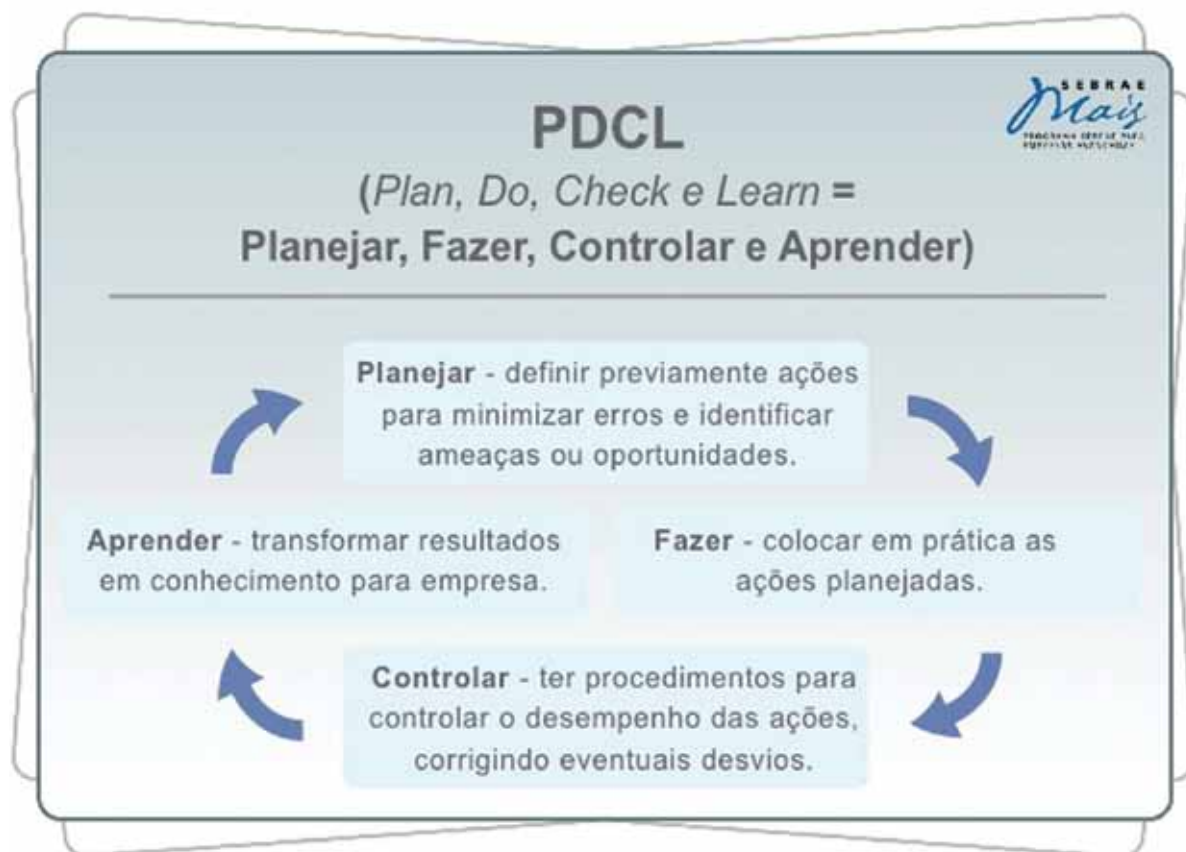 SEBRAE
Mais
PDCL
(Plan, Do, Check e Learn =
Planejar, Fazer, Controlar e Aprender)
Planejar - definir previamente ações
para minimizar erros e identificar
ameaças ou oportunidades.
Aprender - transformar resultados
em conhecimento para empresa.
Fazer - colocar em prática as
ações planejadas.
Controlar - ter procedimentos para
controlar o desempenho das ações,
corrigindo eventuais desvios.